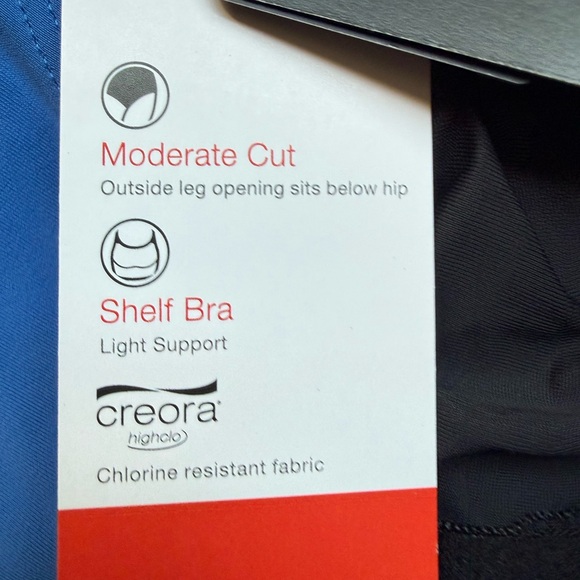 Moderate Cut
Outside leg opening sits below hip
Shelf Bra
Light Support
creora®
highclo
Chlorine resistant fabric